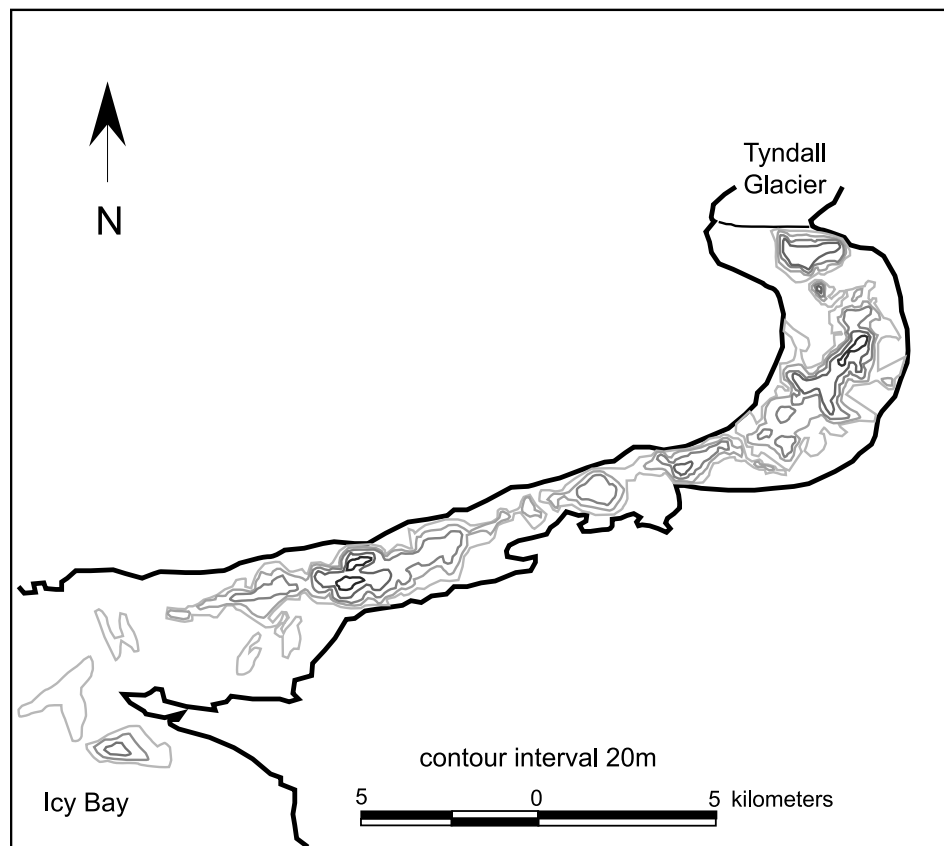 Tyndall
Glacier
N
contour interval 20m
5 0 5 kilometers
Icy Bay